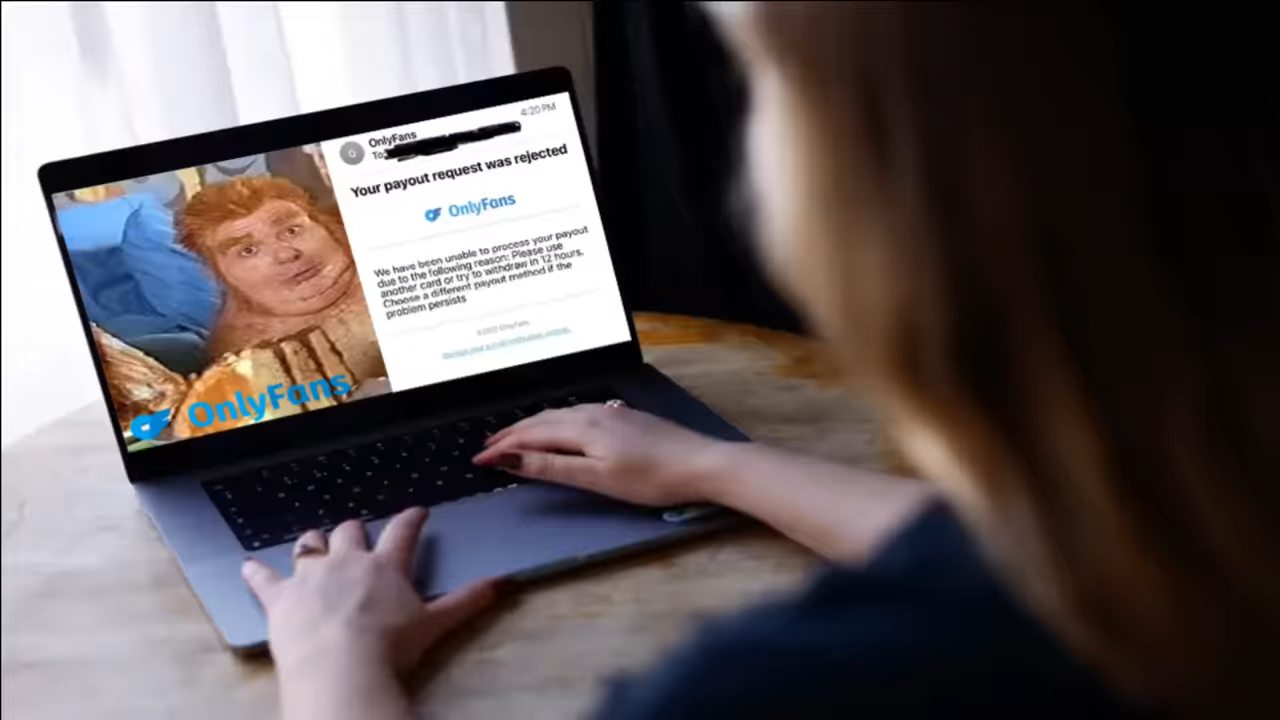 4:20 PM
OnlyFans
To:
Your payout request was rejected
OnlyFans
We have been unable to process your payout
due to the following reason: Please use
another card or try to withdraw in 12 hours.
Choose a different payout method if the
problem persists
OnlyFans
OnlyFans